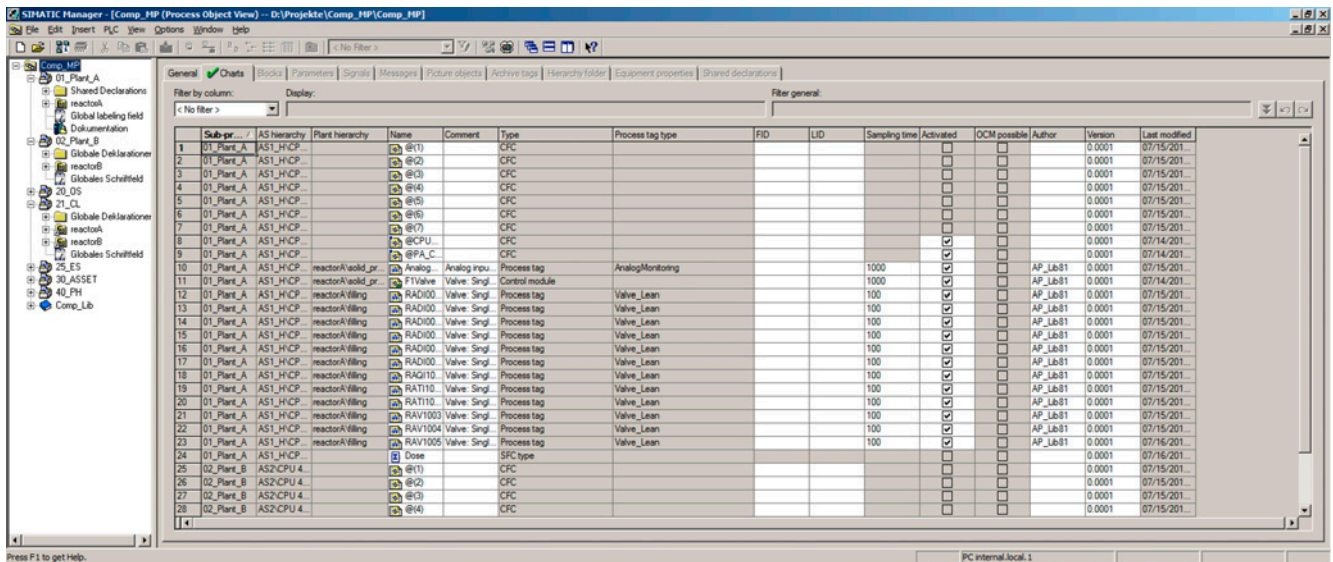 SIMATIC Manager - [Comp_MP (Process Object View) -- D:\Projekte\Comp_MP\Comp_MP]
File Edit Insert PLC View Options Window Help
< No Filter >
Comp_MP
01_Plant_A
Shared Declarations
reactorA
Global labeling field
Dokumentation
02_Plant_B
Globale Deklarationer
reactorB
Globales Schriftfeld
20_OS
21_CL
Globale Deklarationer
reactorA
reactorB
Globales Schriftfeld
25_ES
30_ASSET
40_PH
Comp_Lib
General Charts Blocks Parameters Signals Messages Picture objects Archive tags Hierarchy folder Equipment properties Shared declarations
Filter by column: Display: Filter general:
< No filter >
Sub-pr... / AS hierarchy Plant hierarchy Name Comment Type Process tag type FID LID Sampling time Activated OCM possible Author Version Last modified
1 01_Plant_A AS1_H\CP... @(1) CFC 0.0001 07/15/201...
2 01_Plant_A AS1_H\CP... @(2) CFC 0.0001 07/15/201...
3 01_Plant_A AS1_H\CP... @(3) CFC 0.0001 07/15/201...
4 01_Plant_A AS1_H\CP... @(4) CFC 0.0001 07/15/201...
5 01_Plant_A AS1_H\CP... @(5) CFC 0.0001 07/15/201...
6 01_Plant_A AS1_H\CP... @(6) CFC 0.0001 07/15/201...
7 01_Plant_A AS1_H\CP... @(7) CFC 0.0001 07/15/201...
8 01_Plant_A AS1_H\CP... @CPU... CFC 0.0001 07/14/201...
9 01_Plant_A AS1_H\CP... @PA_C... CFC 0.0001 07/15/201...
10 01_Plant_A AS1_H\CP... reactorA\solid_pr... Analog... Analog inpu... Process tag AnalogMonitoring 1000 AP_Lib81 0.0001 07/15/201...
11 01_Plant_A AS1_H\CP... reactorA\solid_pr... F1Valve Valve: Singl... Control module 1000 AP_Lib81 0.0001 07/14/201...
12 01_Plant_A AS1_H\CP... reactorA\filling RADI00... Valve: Singl... Process tag Valve_Lean 100 AP_Lib81 0.0001 07/15/201...
13 01_Plant_A AS1_H\CP... reactorA\filling RADI00... Valve: Singl... Process tag Valve_Lean 100 AP_Lib81 0.0001 07/15/201...
14 01_Plant_A AS1_H\CP... reactorA\filling RADI00... Valve: Singl... Process tag Valve_Lean 100 AP_Lib81 0.0001 07/15/201...
15 01_Plant_A AS1_H\CP... reactorA\filling RADI00... Valve: Singl... Process tag Valve_Lean 100 AP_Lib81 0.0001 07/15/201...
16 01_Plant_A AS1_H\CP... reactorA\filling RADI00... Valve: Singl... Process tag Valve_Lean 100 AP_Lib81 0.0001 07/15/201...
17 01_Plant_A AS1_H\CP... reactorA\filling RADI00... Valve: Singl... Process tag Valve_Lean 100 AP_Lib81 0.0001 07/15/201...
18 01_Plant_A AS1_H\CP... reactorA\filling RAQI10... Valve: Singl... Process tag Valve_Lean 100 AP_Lib81 0.0001 07/15/201...
19 01_Plant_A AS1_H\CP... reactorA\filling RATI10... Valve: Singl... Process tag Valve_Lean 100 AP_Lib81 0.0001 07/15/201...
20 01_Plant_A AS1_H\CP... reactorA\filling RATI10... Valve: Singl... Process tag Valve_Lean 100 AP_Lib81 0.0001 07/15/201...
21 01_Plant_A AS1_H\CP... reactorA\filling RAV1003 Valve: Singl... Process tag Valve_Lean 100 AP_Lib81 0.0001 07/15/201...
22 01_Plant_A AS1_H\CP... reactorA\filling RAV1004 Valve: Singl... Process tag Valve_Lean 100 AP_Lib81 0.0001 07/15/201...
23 01_Plant_A AS1_H\CP... reactorA\filling RAV1005 Valve: Singl... Process tag Valve_Lean 100 AP_Lib81 0.0001 07/16/201...
24 01_Plant_A AS1_H\CP... Dose SFC type 0.0001 07/16/201...
25 02_Plant_B AS2\CPU 4... @(1) CFC 0.0001 07/15/201...
26 02_Plant_B AS2\CPU 4... @(2) CFC 0.0001 07/15/201...
27 02_Plant_B AS2\CPU 4... @(3) CFC 0.0001 07/15/201...
28 02_Plant_B AS2\CPU 4... @(4) CFC 0.0001 07/15/201...
Press F1 to get Help. PC internal.local.1